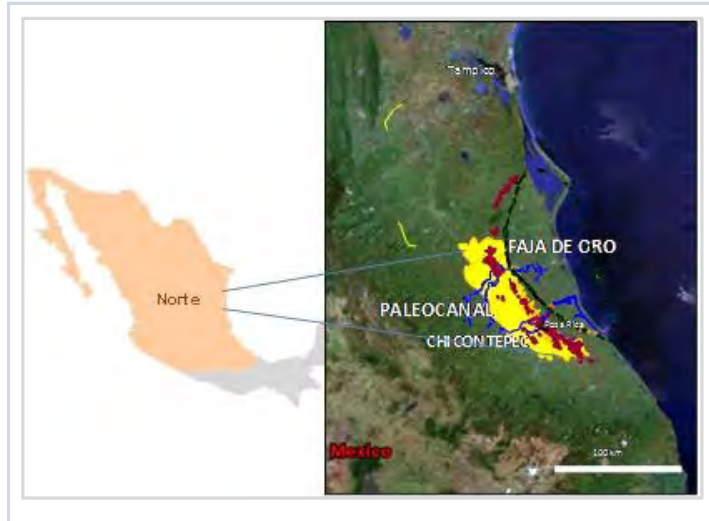 Norte
Tampico
FAJA DE ORO
PALEOCANAL
Poza Rica
CHICONTEPEC
Mexico
100 km